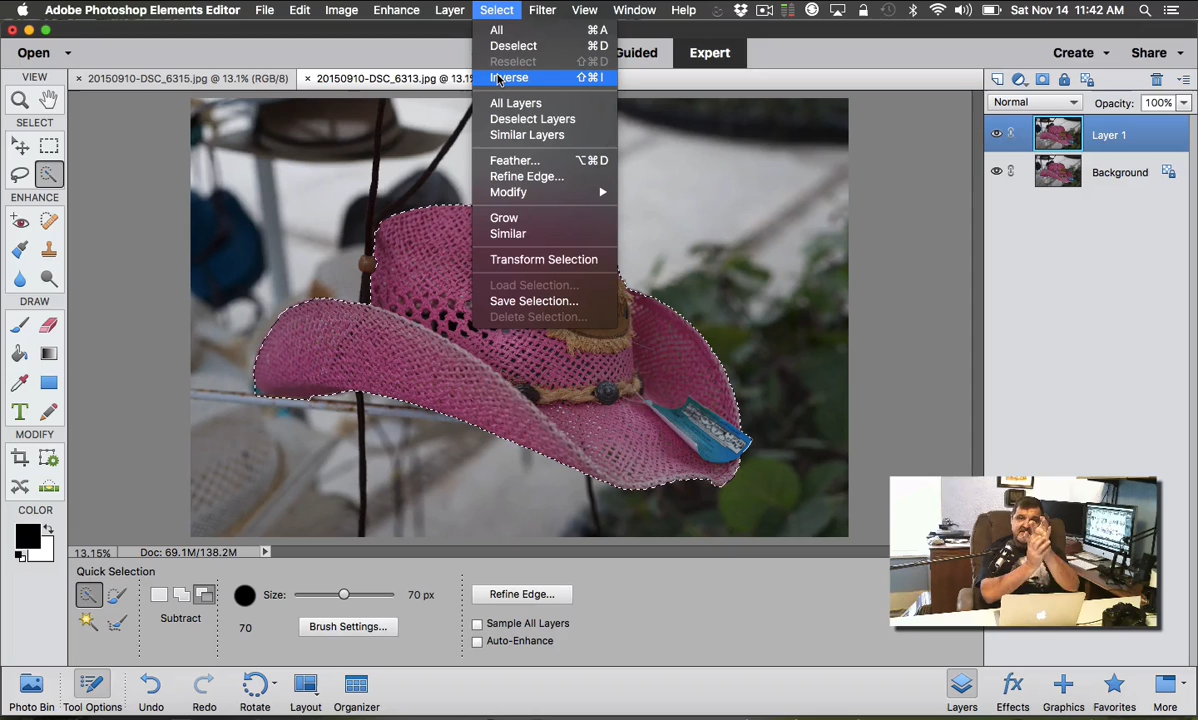 Adobe Photoshop Elements Editor File Edit Image Enhance Layer Select Filter View Window Help Sat Nov 14 11:42 AM
Open Guided Expert Create Share
VIEW
× 20150910-DSC_6315.jpg @ 13.1% (RGB/8) × 20150910-DSC_6313.jpg @ 13.1%
SELECT
ENHANCE
DRAW
T
MODIFY
COLOR
All ⌘A
Deselect ⌘D
Reselect ⇧⌘D
Inverse ⇧⌘I
All Layers
Deselect Layers
Similar Layers
Feather... ⌥⌘D
Refine Edge...
Modify
Grow
Similar
Transform Selection
Load Selection...
Save Selection...
Delete Selection...
Normal Opacity: 100%
Layer 1
Background
13.15% Doc: 69.1M/138.2M
Quick Selection
Subtract
Size: 70 px
70
Brush Settings...
Refine Edge...
Sample All Layers
Auto-Enhance
Photo Bin Tool Options Undo Redo Rotate Layout Organizer Layers Effects Graphics Favorites More
fx